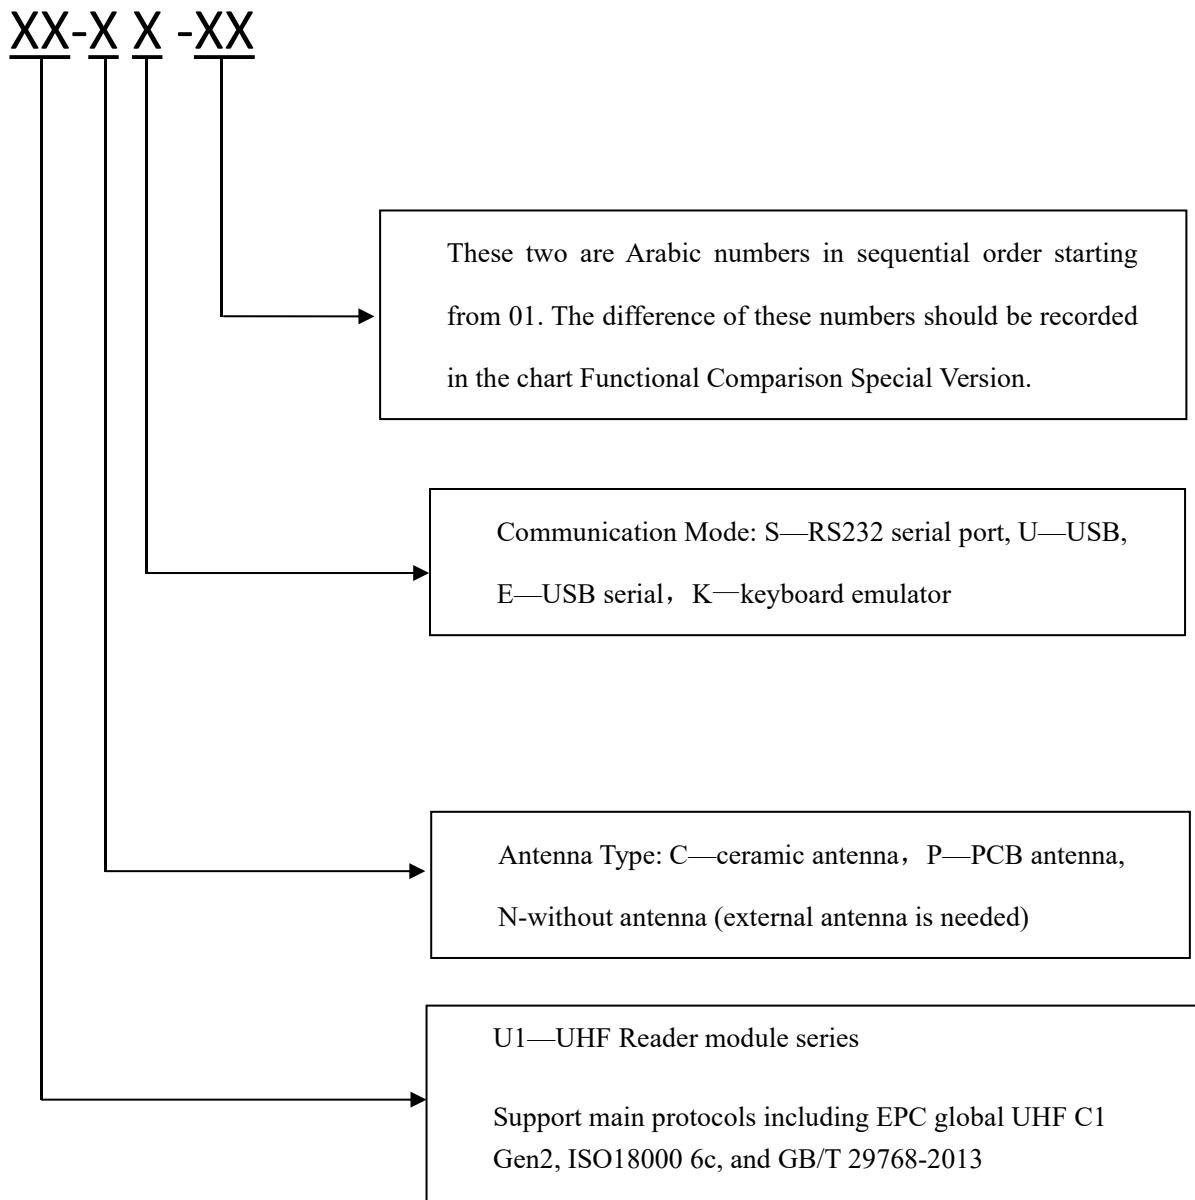 XX-X X -XX
These two are Arabic numbers in sequential order starting
from 01. The difference of these numbers should be recorded
in the chart Functional Comparison Special Version.
Communication Mode: S—RS232 serial port, U—USB,
E—USB serial，K—keyboard emulator
Antenna Type: C—ceramic antenna，P—PCB antenna,
N-without antenna (external antenna is needed)
U1—UHF Reader module series
Support main protocols including EPC global UHF C1
Gen2, ISO18000 6c, and GB/T 29768-2013